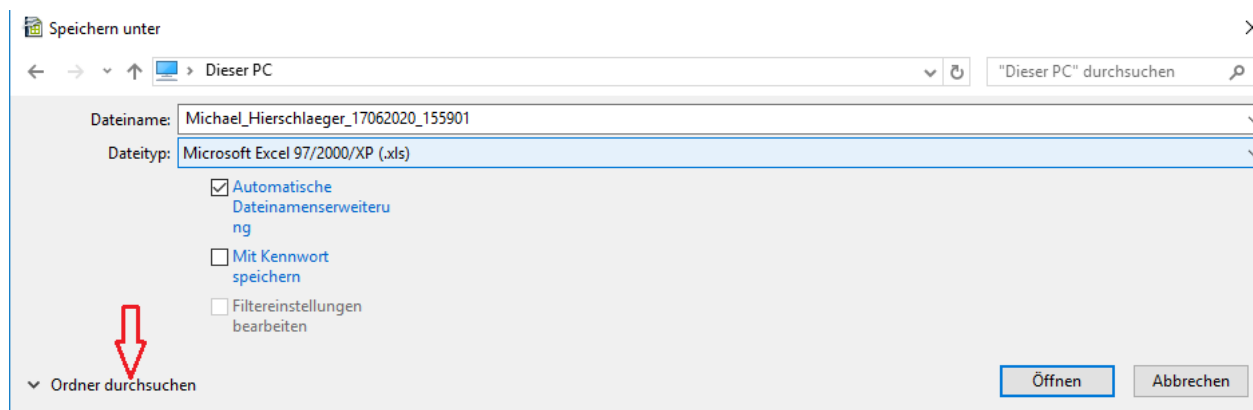 Speichern unter
Dieser PC
"Dieser PC" durchsuchen
Dateiname: Michael_Hierschlaeger_17062020_155901
Dateityp: Microsoft Excel 97/2000/XP (.xls)
Automatische
Dateinamenserweiteru
ng
Mit Kennwort
speichern
Filtereinstellungen
bearbeiten
Ordner durchsuchen
Öffnen
Abbrechen